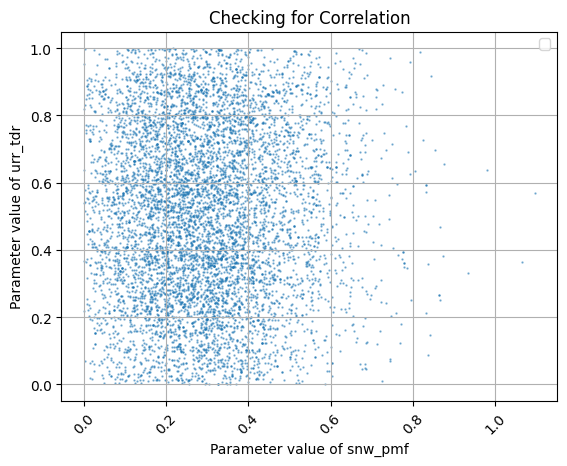 Checking for Correlation
Parameter value of urr_tdr
1.0
0.8
0.6
0.4
0.2
0.0
0.0 0.2 0.4 0.6 0.8 1.0
Parameter value of snw_pmf